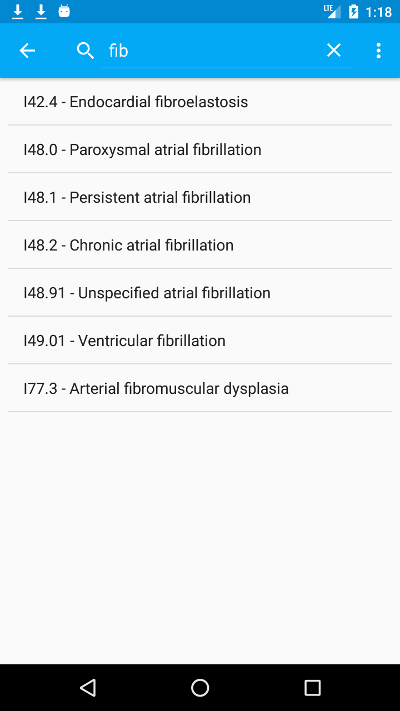 LTE 1:18
fib
I42.4 - Endocardial fibroelastosis
I48.0 - Paroxysmal atrial fibrillation
I48.1 - Persistent atrial fibrillation
I48.2 - Chronic atrial fibrillation
I48.91 - Unspecified atrial fibrillation
I49.01 - Ventricular fibrillation
I77.3 - Arterial fibromuscular dysplasia